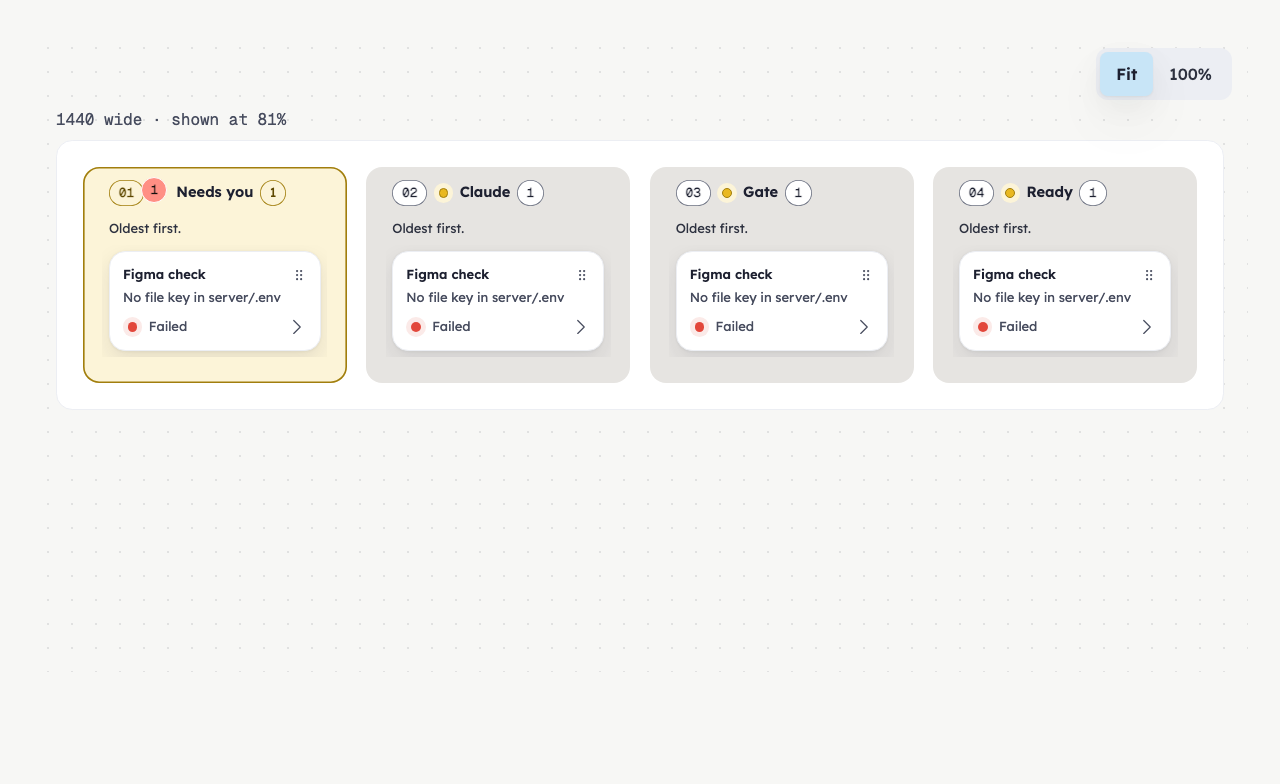 Fit 100%
1440 wide · shown at 81%
01 1 Needs you 1
Oldest first.
Figma check
No file key in server/.env
Failed
02 Claude 1
Oldest first.
Figma check
No file key in server/.env
Failed
03 Gate 1
Oldest first.
Figma check
No file key in server/.env
Failed
04 Ready 1
Oldest first.
Figma check
No file key in server/.env
Failed